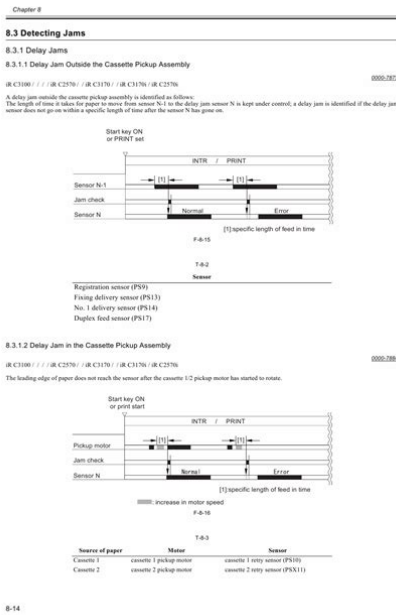 Chapter 8
8.3 Detecting Jams
8.3.1 Delay Jams
8.3.1.1 Delay Jam Outside the Cassette Pickup Assembly
iR C3100 / / / / iR C2570 / / iR C3170 / / iR C3170i / iR C2570i
A delay jam outside the cassette pickup assembly is identified as follows:
The length of time it takes for paper to move from sensor N-1 to the delay jam sensor N is kept under control; a delay jam is identified if the delay jam
sensor does not go on within a specific length of time after the sensor N has gone on.
Start key ON
or PRINT set
INTR / PRINT
[1] [1]
Sensor N-1
Jam check
Normal Error
Sensor N
[1]:specific length of feed in time
F-8-15
T-8-2
Sensor
Registration sensor (PS9)
Fixing delivery sensor (PS13)
No. 1 delivery sensor (PS14)
Duplex feed sensor (PS17)
8.3.1.2 Delay Jam in the Cassette Pickup Assembly
iR C3100 / / / / iR C2570 / / iR C3170 / / iR C3170i / iR C2570i
The leading edge of paper does not reach the sensor after the cassette 1/2 pickup motor has started to rotate.
Start key ON
or print start
INTR / PRINT
[1] [1]
Pickup motor
Jam check
Normal Error
Sensor N
[1]:specific length of feed in time
: increase in motor speed
F-8-16
T-8-3
Source of paper Motor Sensor
Cassette 1 cassette 1 pickup motor cassette 1 retry sensor (PS10)
Cassette 2 cassette 2 pickup motor cassette 2 retry sensor (PSX11)
8-14